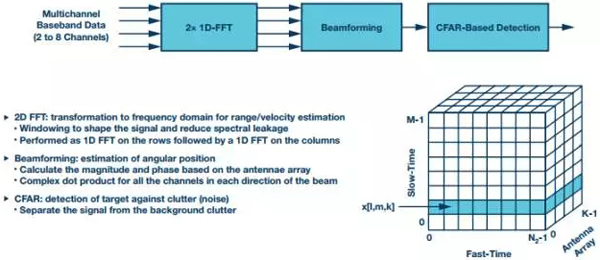 Multichannel
Baseband Data
(2 to 8 Channels)
2× 1D-FFT
Beamforming
CFAR-Based Detection
▶ 2D FFT: transformation to frequency domain for range/velocity estimation
• Windowing to shape the signal and reduce spectral leakage
• Performed as 1D FFT on the rows followed by a 1D FFT on the columns
▶ Beamforming: estimation of angular position
• Calculate the magnitude and phase based on the antennae array
• Complex dot product for all the channels in each direction of the beam
▶ CFAR: detection of target against clutter (noise)
• Separate the signal from the background clutter
M-1
Slow-Time
x[l,m,k]
0
0
N₂-1
0
K-1
Fast-Time
Antenna
Array